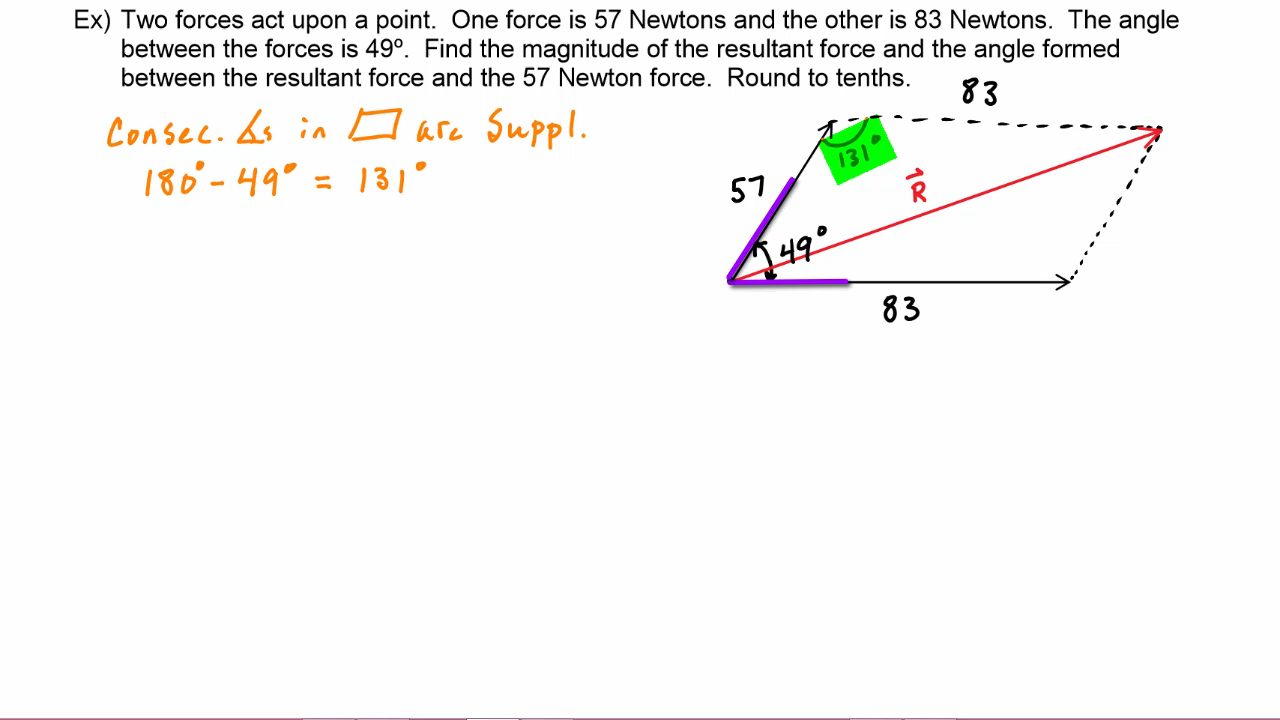 Ex) Two forces act upon a point. One force is 57 Newtons and the other is 83 Newtons. The angle
between the forces is 49º. Find the magnitude of the resultant force and the angle formed
between the resultant force and the 57 Newton force. Round to tenths.
83
Consec. ∡s in ▱ are Suppl.
131°
180° - 49° = 131°
57
R⃗
49°
83